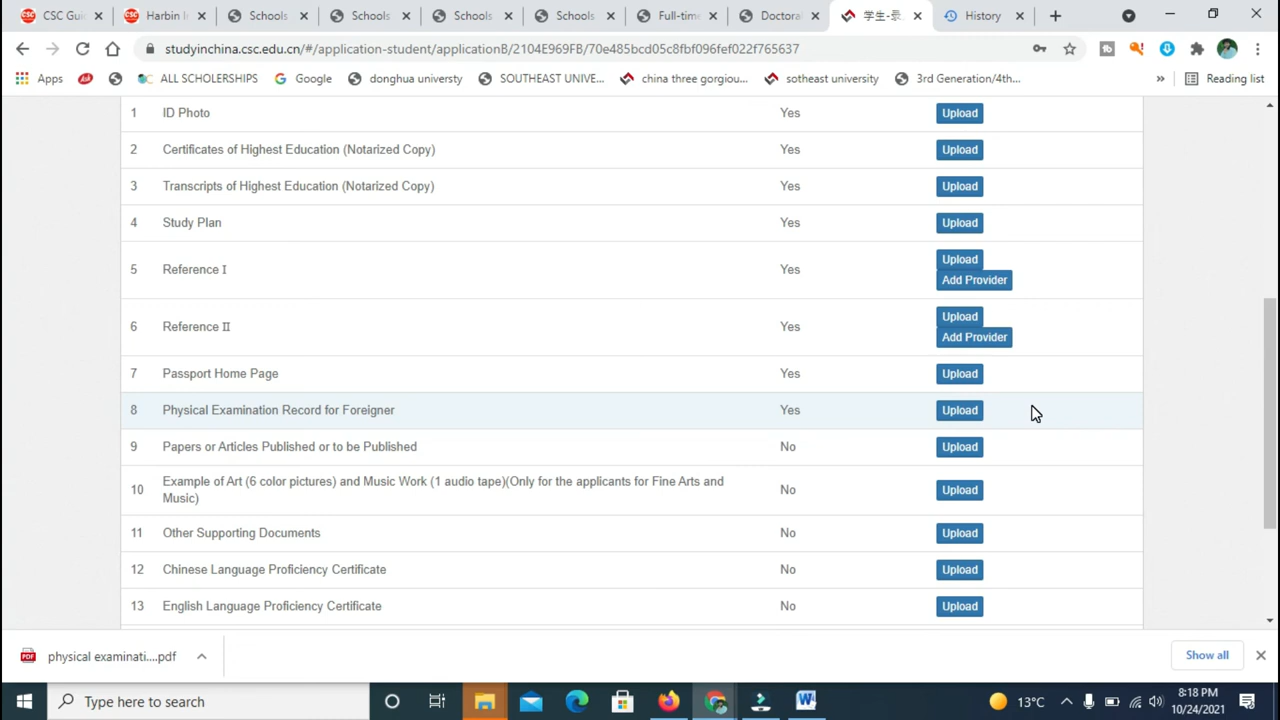 CSC Gui
Harbin I
Schools
Schools
Schools
Schools
Full-tim
Doctora
History
studyinchina.csc.edu.cn/#/application-student/applicationB/2104E969FB/70e485bcd05c8fbf096fef022f765637
Apps
ALL SCHOLERSHIPS
Google
donghua univeristy
SOUTHEAST UNIVE...
china three gorgou...
sotheast university
3rd Generation/4th...
»
Reading list
1 ID Photo Yes Upload
2 Certificates of Highest Education (Notarized Copy) Yes Upload
3 Transcripts of Highest Education (Notarized Copy) Yes Upload
4 Study Plan Yes Upload
Upload
5 Reference I Yes
Add Provider
Upload
6 Reference II Yes
Add Provider
7 Passport Home Page Yes Upload
8 Physical Examination Record for Foreigner Yes Upload
9 Papers or Articles Published or to be Published No Upload
10 Example of Art (6 color pictures) and Music Work (1 audio tape)(Only for the applicants for Fine Arts and No Upload
Music)
11 Other Supporting Documents No Upload
12 Chinese Language Proficiency Certificate No Upload
13 English Language Proficiency Certificate No Upload
PDF physical examinati....pdf
Show all
Type here to search
13°C
8:18 PM
10/24/2021